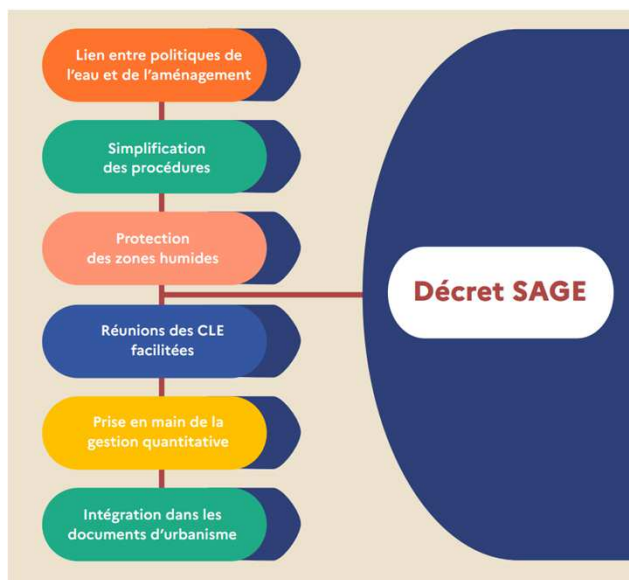 Lien entre politiques de
l'eau et de l'aménagement
Simplification
des procédures
Protection
des zones humides
Décret SAGE
Réunions des CLE
facilitées
Prise en main de la
gestion quantitative
Intégration dans les
documents d'urbanisme